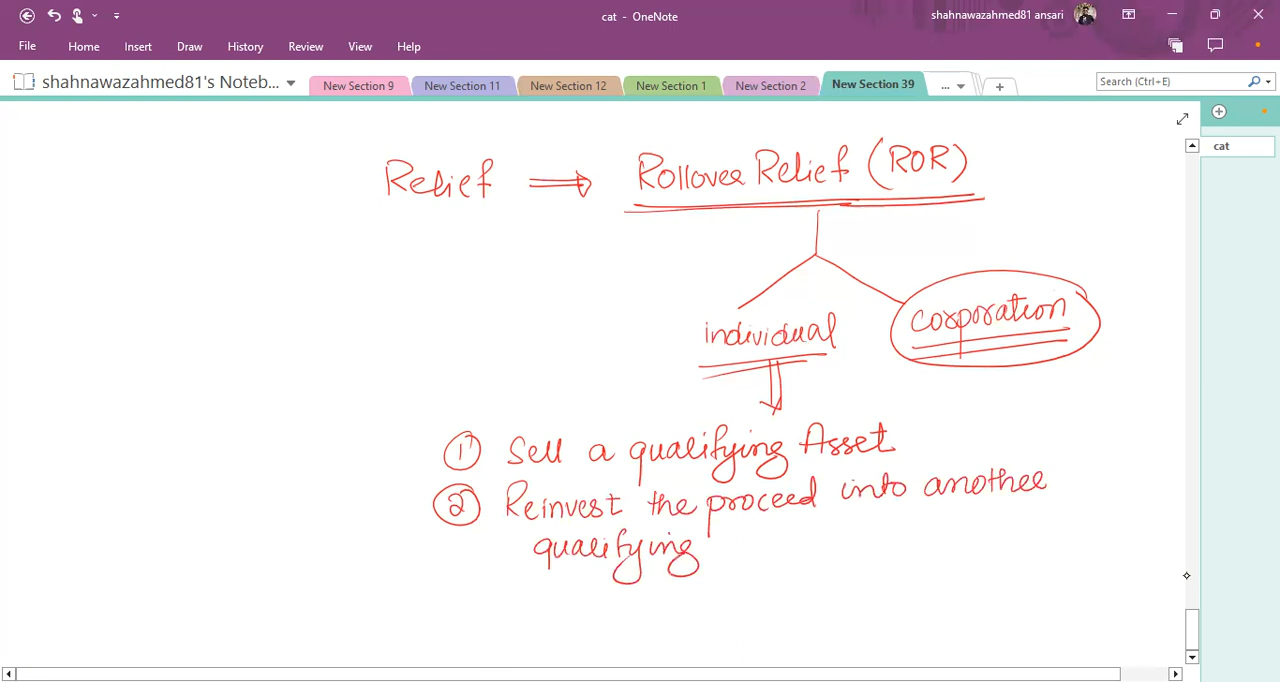 cat - OneNote
shahnawazahmed81 ansari
File Home Insert Draw History Review View Help
shahnawazahmed81's Noteb... New Section 9 New Section 11 New Section 12 New Section 1 New Section 2 New Section 39 ... Search (Ctrl+E)
cat
Relief ⇒ Rollover Relief (ROR)
individual corporation
① Sell a qualifying Asset
② Reinvest the proceed into another
qualifying